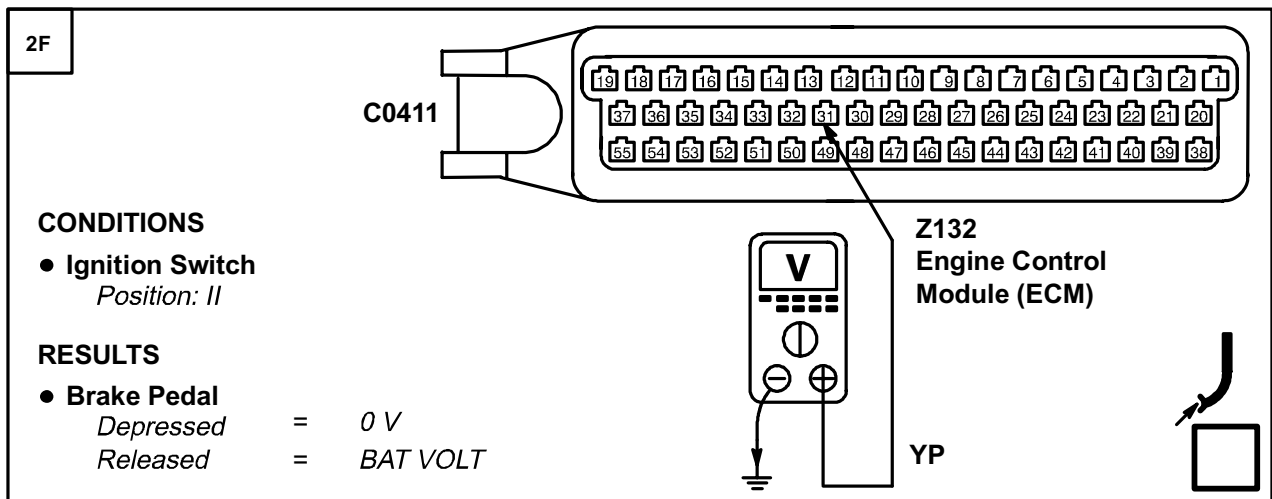 2F
C0411
19 18 17 16 15 14 13 12 11 10 9 8 7 6 5 4 3 2 1
37 36 35 34 33 32 31 30 29 28 27 26 25 24 23 22 21 20
55 54 53 52 51 50 49 48 47 46 45 44 43 42 41 40 39 38
CONDITIONS
● Ignition Switch
Position: II
RESULTS
● Brake Pedal
Depressed = 0 V
Released = BAT VOLT
V
Z132
Engine Control
Module (ECM)
YP